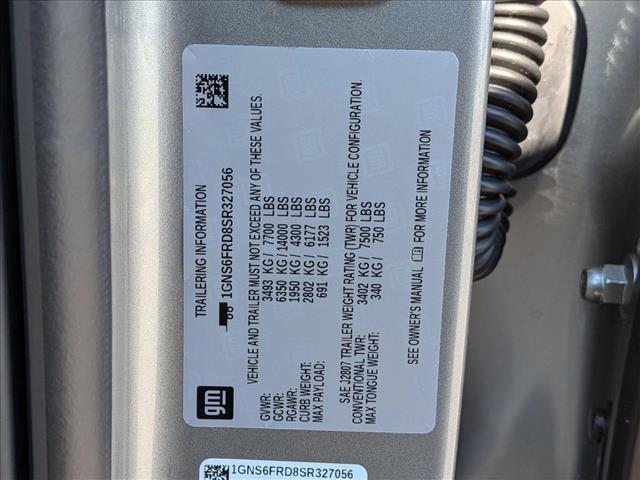 TRAILERING INFORMATION
1GNS6FRD8SR327056
VEHICLE AND TRAILER MUST NOT EXCEED ANY OF THESE VALUES.
GVWR: 3493 KG / 7700 LBS
GCWR: 6350 KG / 14000 LBS
RGAWR: 1950 KG / 4300 LBS
CURB WEIGHT: 2802 KG / 6177 LBS
MAX PAYLOAD: 691 KG / 1523 LBS
SAE J2807 TRAILER WEIGHT RATING (TWR) FOR VEHICLE CONFIGURATION.
CONVENTIONAL TWR: 3402 KG / 7500 LBS
MAX TONGUE WEIGHT: 340 KG / 750 LBS
SEE OWNER'S MANUAL FOR MORE INFORMATION
gm
1GNS6FRD8SR327056